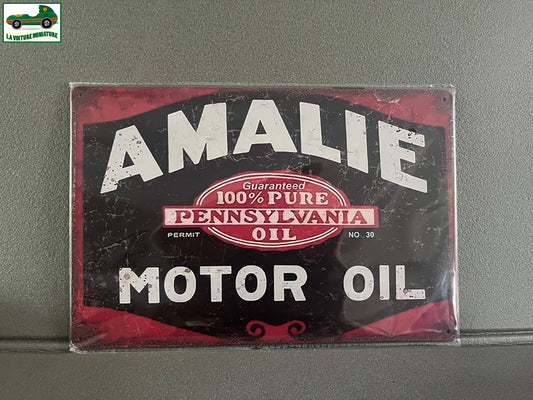 LA VOITURE MINIATURE
AMALIE
Guaranteed
100% PURE
PENNSYLVANIA
OIL
PERMIT NO. 30
MOTOR OIL